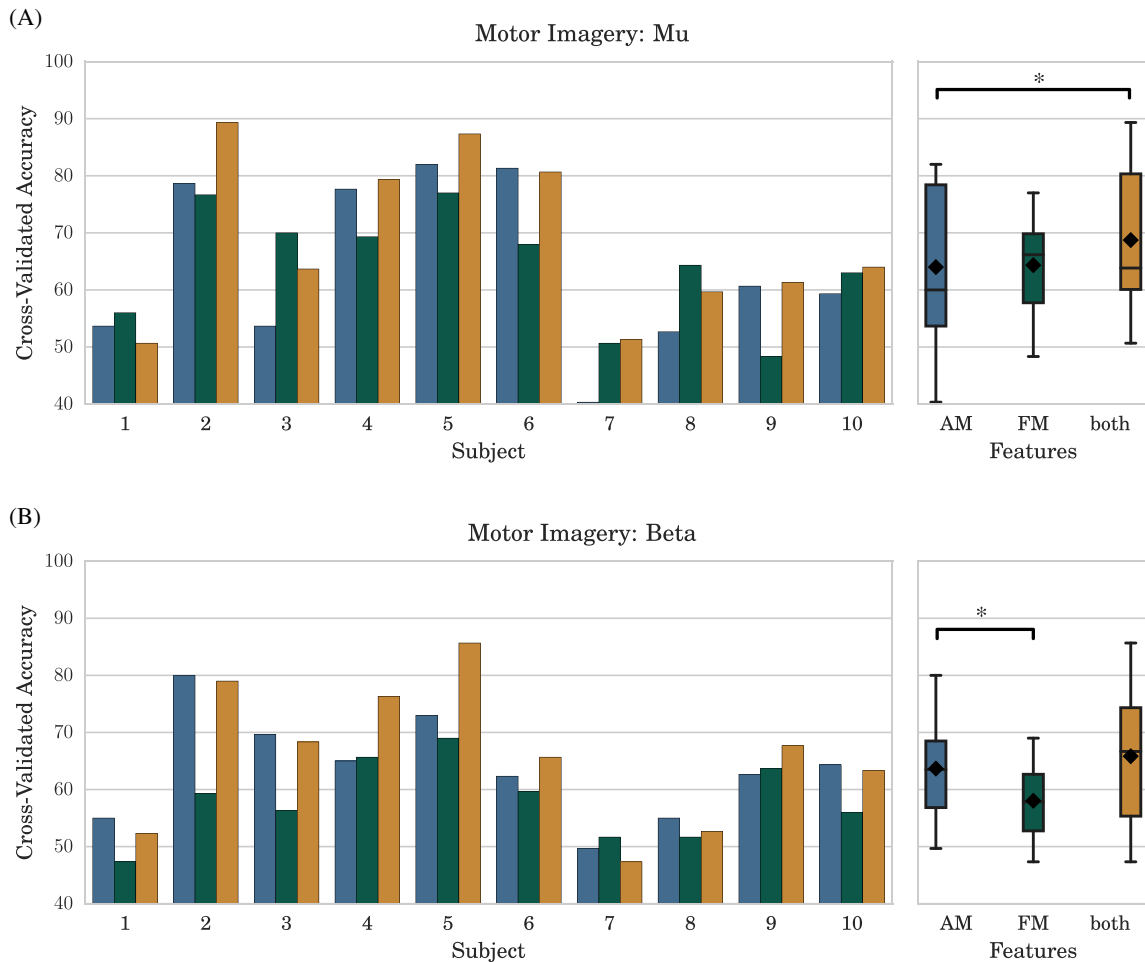 (A)
Motor Imagery: Mu
Cross-Validated Accuracy
100
90
80
70
60
50
40
1 2 3 4 5 6 7 8 9 10
Subject
*
AM FM both
Features
(B)
Motor Imagery: Beta
Cross-Validated Accuracy
100
90
80
70
60
50
40
1 2 3 4 5 6 7 8 9 10
Subject
*
AM FM both
Features